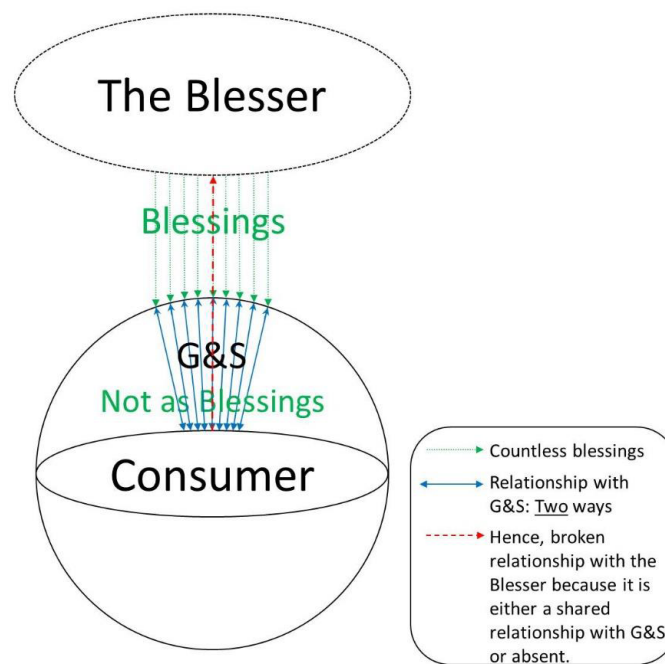 The Blesser
Blessings
G&S
Not as Blessings
Consumer
Countless blessings
Relationship with
G&S: Two ways
Hence, broken
relationship with the
Blesser because it is
either a shared
relationship with G&S
or absent.